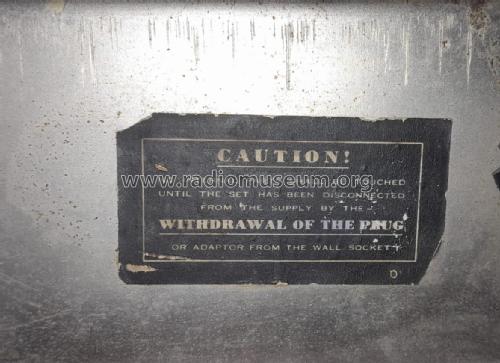 CAUTION!
www.radiomuseum.org
TOUCHED
UNTIL THE SET HAS BEEN DISCONNECTED
FROM THE SUPPLY BY THE
WITHDRAWAL OF THE PLUG
OR ADAPTOR FROM THE WALL SOCKET